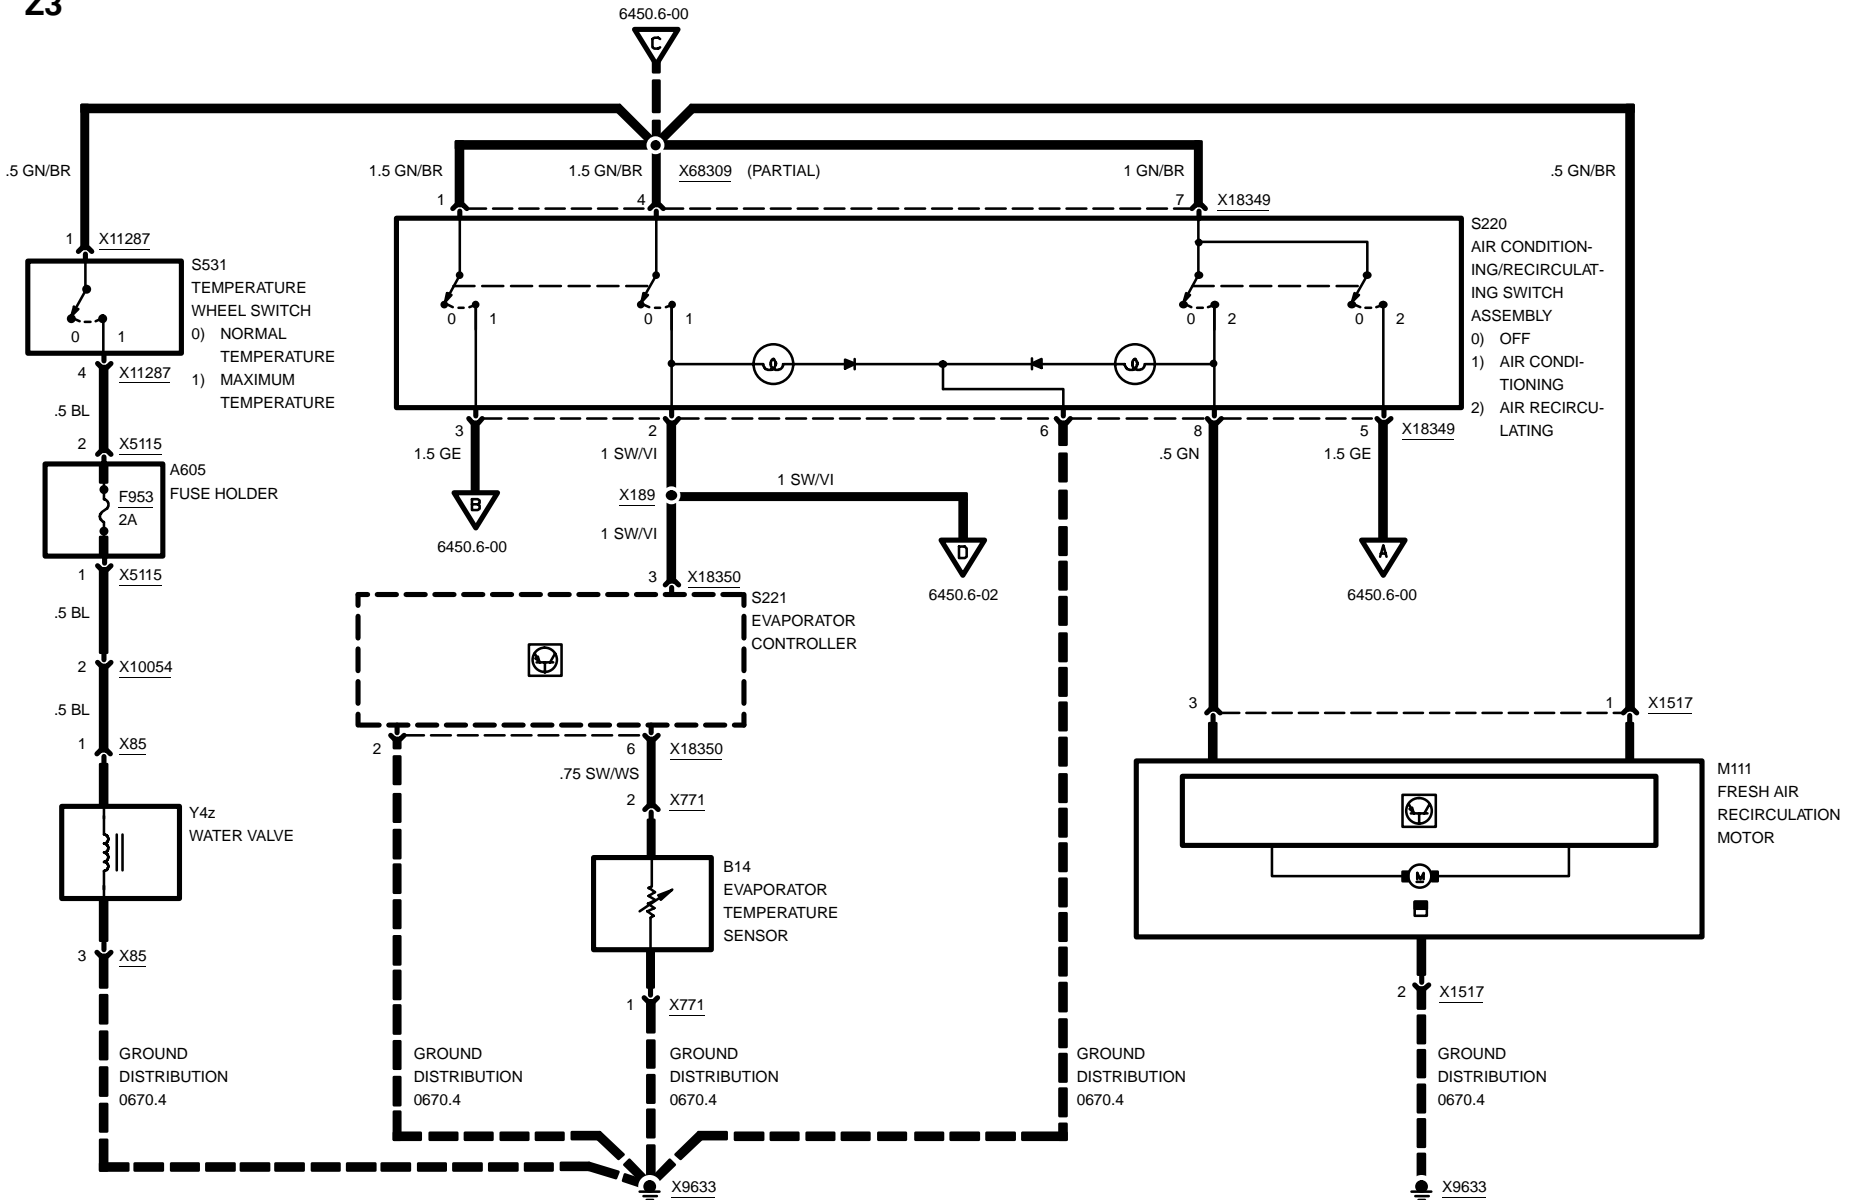 Z3
6450.6-00
C
.5 GN/BR
1.5 GN/BR
1.5 GN/BR
X68309 (PARTIAL)
1 GN/BR
.5 GN/BR
1
4
7
X18349
1
X11287
S531
TEMPERATURE
WHEEL SWITCH
0) NORMAL
TEMPERATURE
1) MAXIMUM
TEMPERATURE
0
1
S220
AIR CONDITION-
ING/RECIRCULAT-
ING SWITCH
ASSEMBLY
0) OFF
1) AIR CONDI-
TIONING
2) AIR RECIRCU-
LATING
0 1
0 1
0 2
0 2
4
X11287
.5 BL
2
X5115
A605
FUSE HOLDER
F953
2A
1
X5115
.5 BL
2
X10054
.5 BL
1
X85
Y4z
WATER VALVE
3
X85
3
2
6
8
5
X18349
1.5 GE
1 SW/VI
.5 GN
1.5 GE
X189
1 SW/VI
B
6450.6-00
1 SW/VI
D
6450.6-02
A
6450.6-00
3
X18350
S221
EVAPORATOR
CONTROLLER
2
6
X18350
.75 SW/WS
2
X771
B14
EVAPORATOR
TEMPERATURE
SENSOR
1
X771
3
1
X1517
M111
FRESH AIR
RECIRCULATION
MOTOR
M
2
X1517
GROUND
DISTRIBUTION
0670.4
GROUND
DISTRIBUTION
0670.4
GROUND
DISTRIBUTION
0670.4
GROUND
DISTRIBUTION
0670.4
GROUND
DISTRIBUTION
0670.4
X9633
X9633